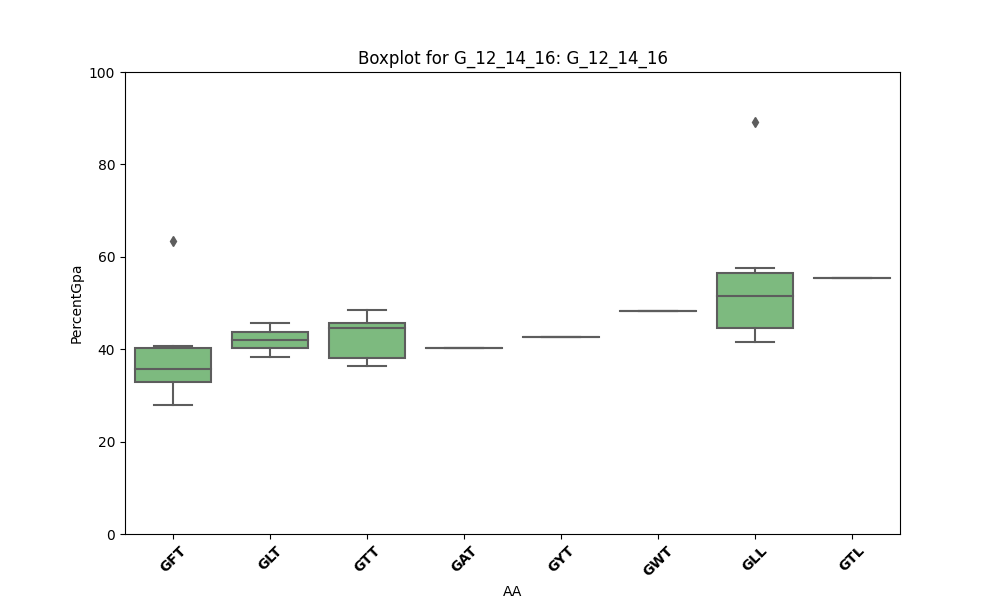 Boxplot for G_12_14_16: G_12_14_16
100
80
60
40
20
0
PercentGpa
GFT
GLT
GTT
GAT
GYT
GWT
GLL
GTL
AA